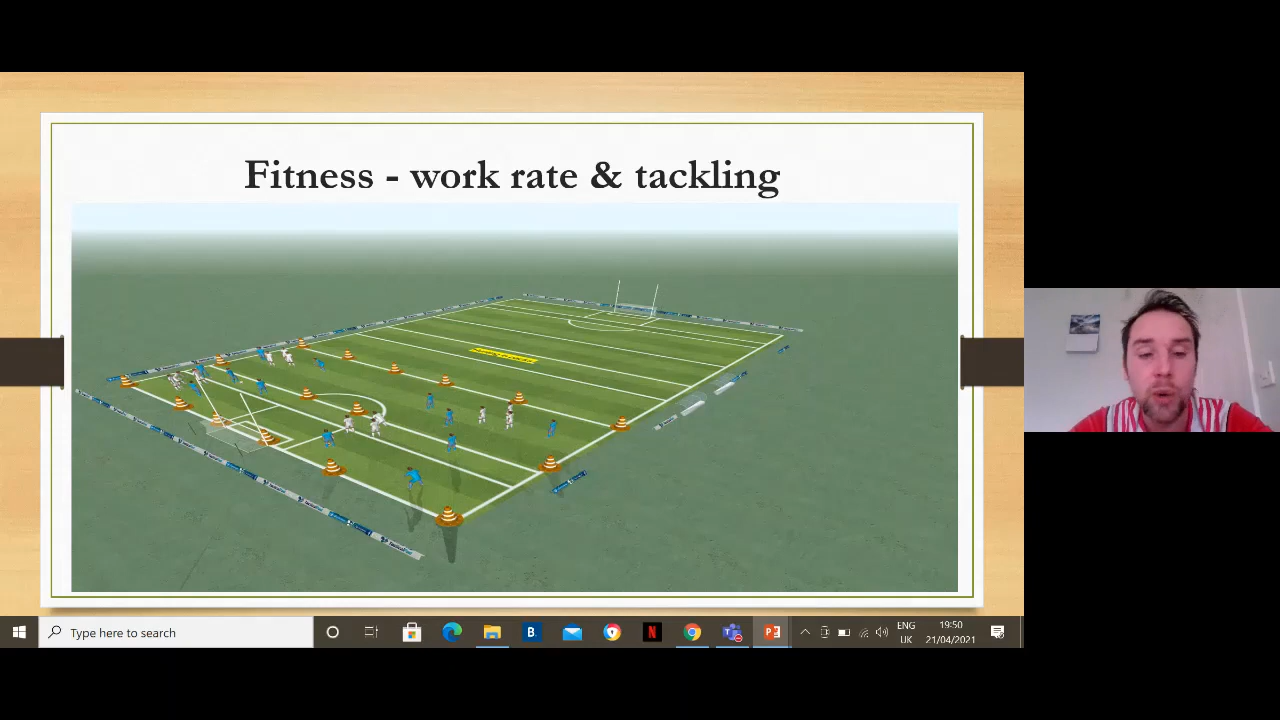 Fitness - work rate & tackling
Type here to search
B.
N
ENG
UK
19:50
21/04/2021